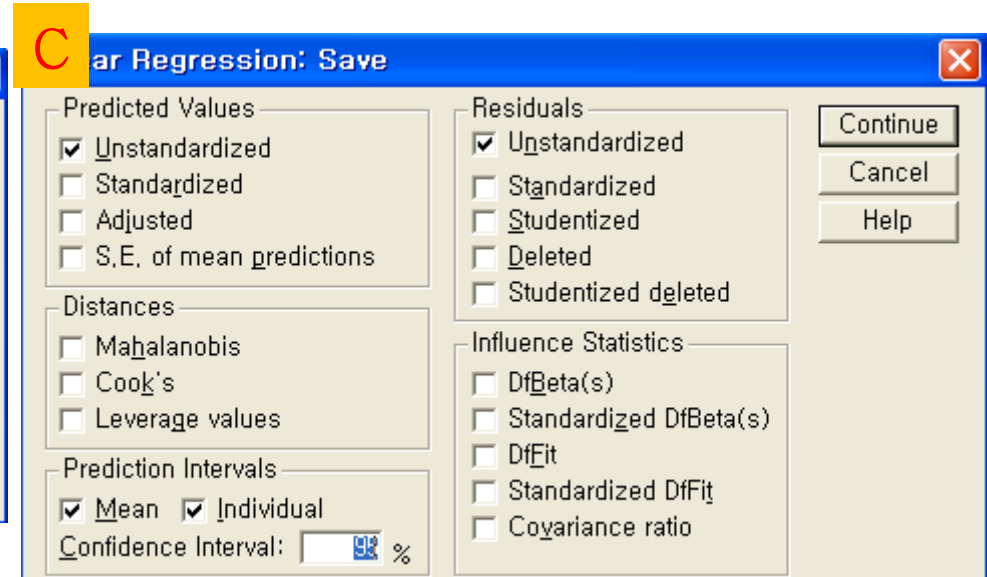 C
ar Regression: Save
Predicted Values
Unstandardized
Standardized
Adjusted
S.E. of mean predictions
Distances
Mahalanobis
Cook's
Leverage values
Prediction Intervals
Mean Individual
Confidence Interval: %
Residuals
Unstandardized
Standardized
Studentized
Deleted
Studentized deleted
Influence Statistics
DfBeta(s)
Standardized DfBeta(s)
DfFit
Standardized DfFit
Covariance ratio
Continue
Cancel
Help